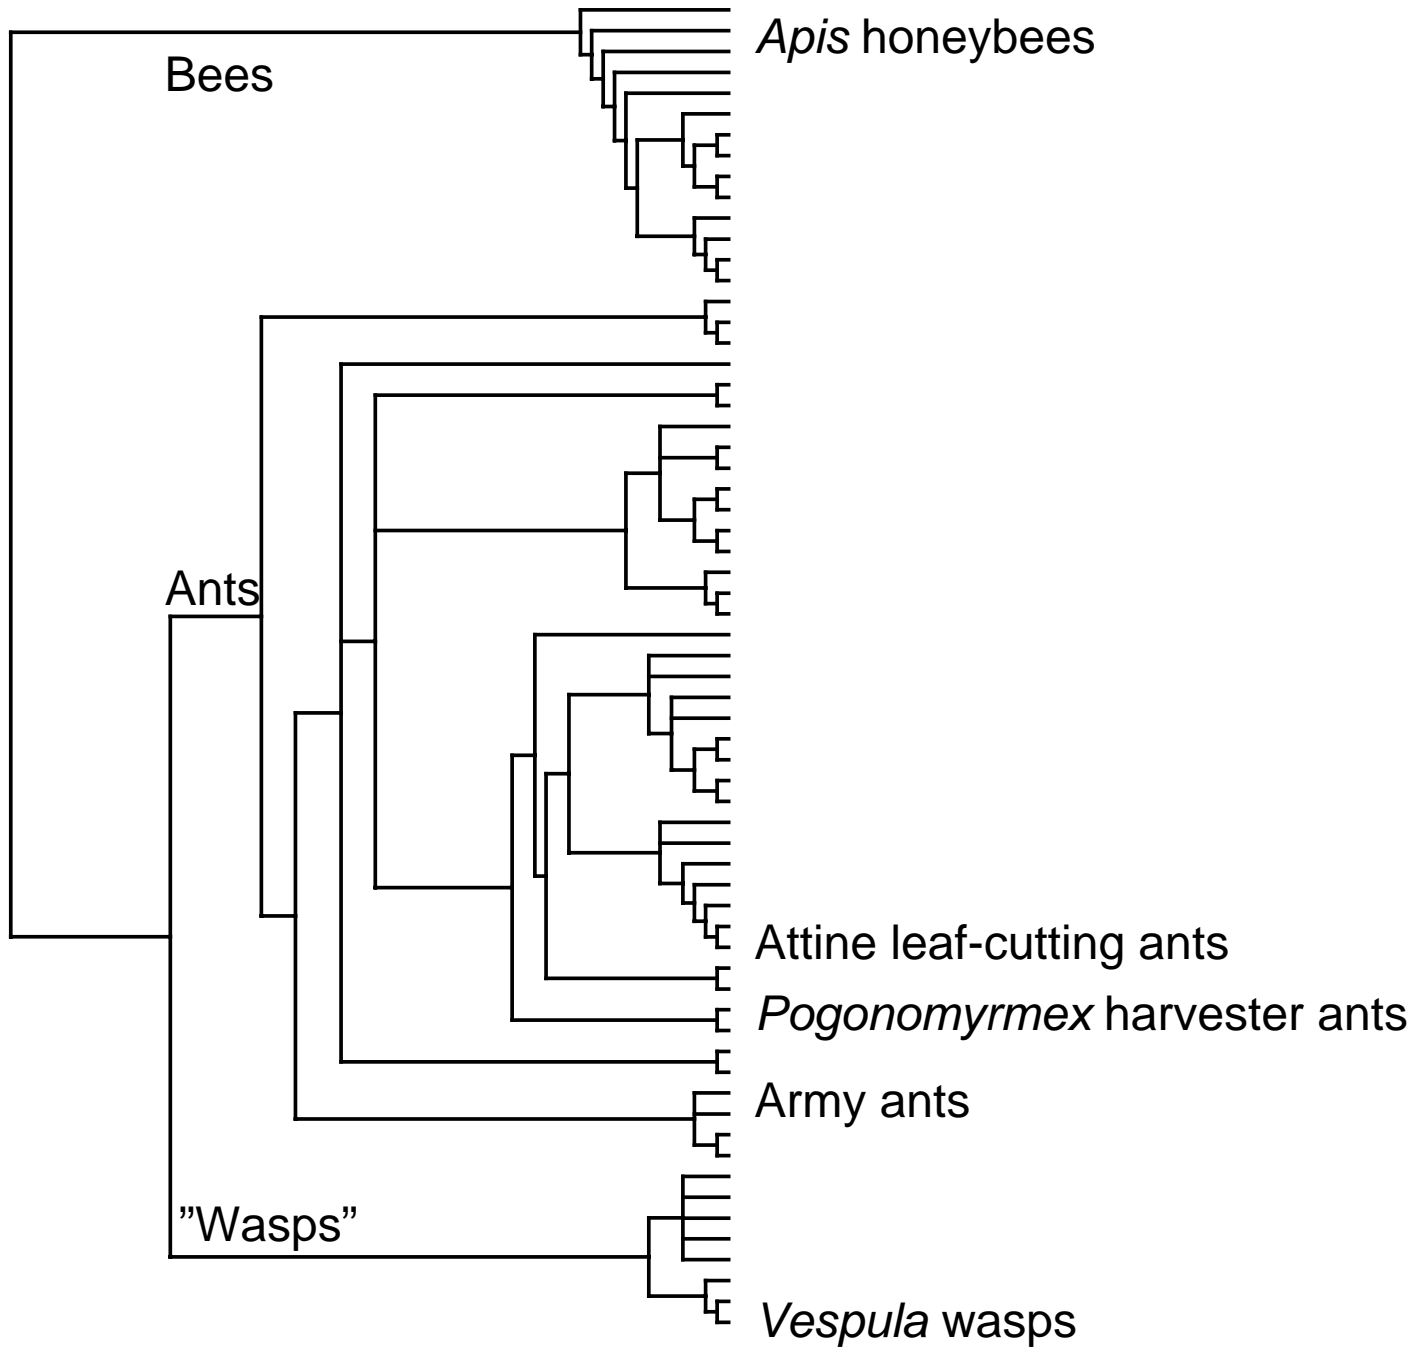 Apis honeybees
Bees
Ants
Attine leaf-cutting ants
Pogonomyrmex harvester ants
Army ants
”Wasps”
Vespula wasps